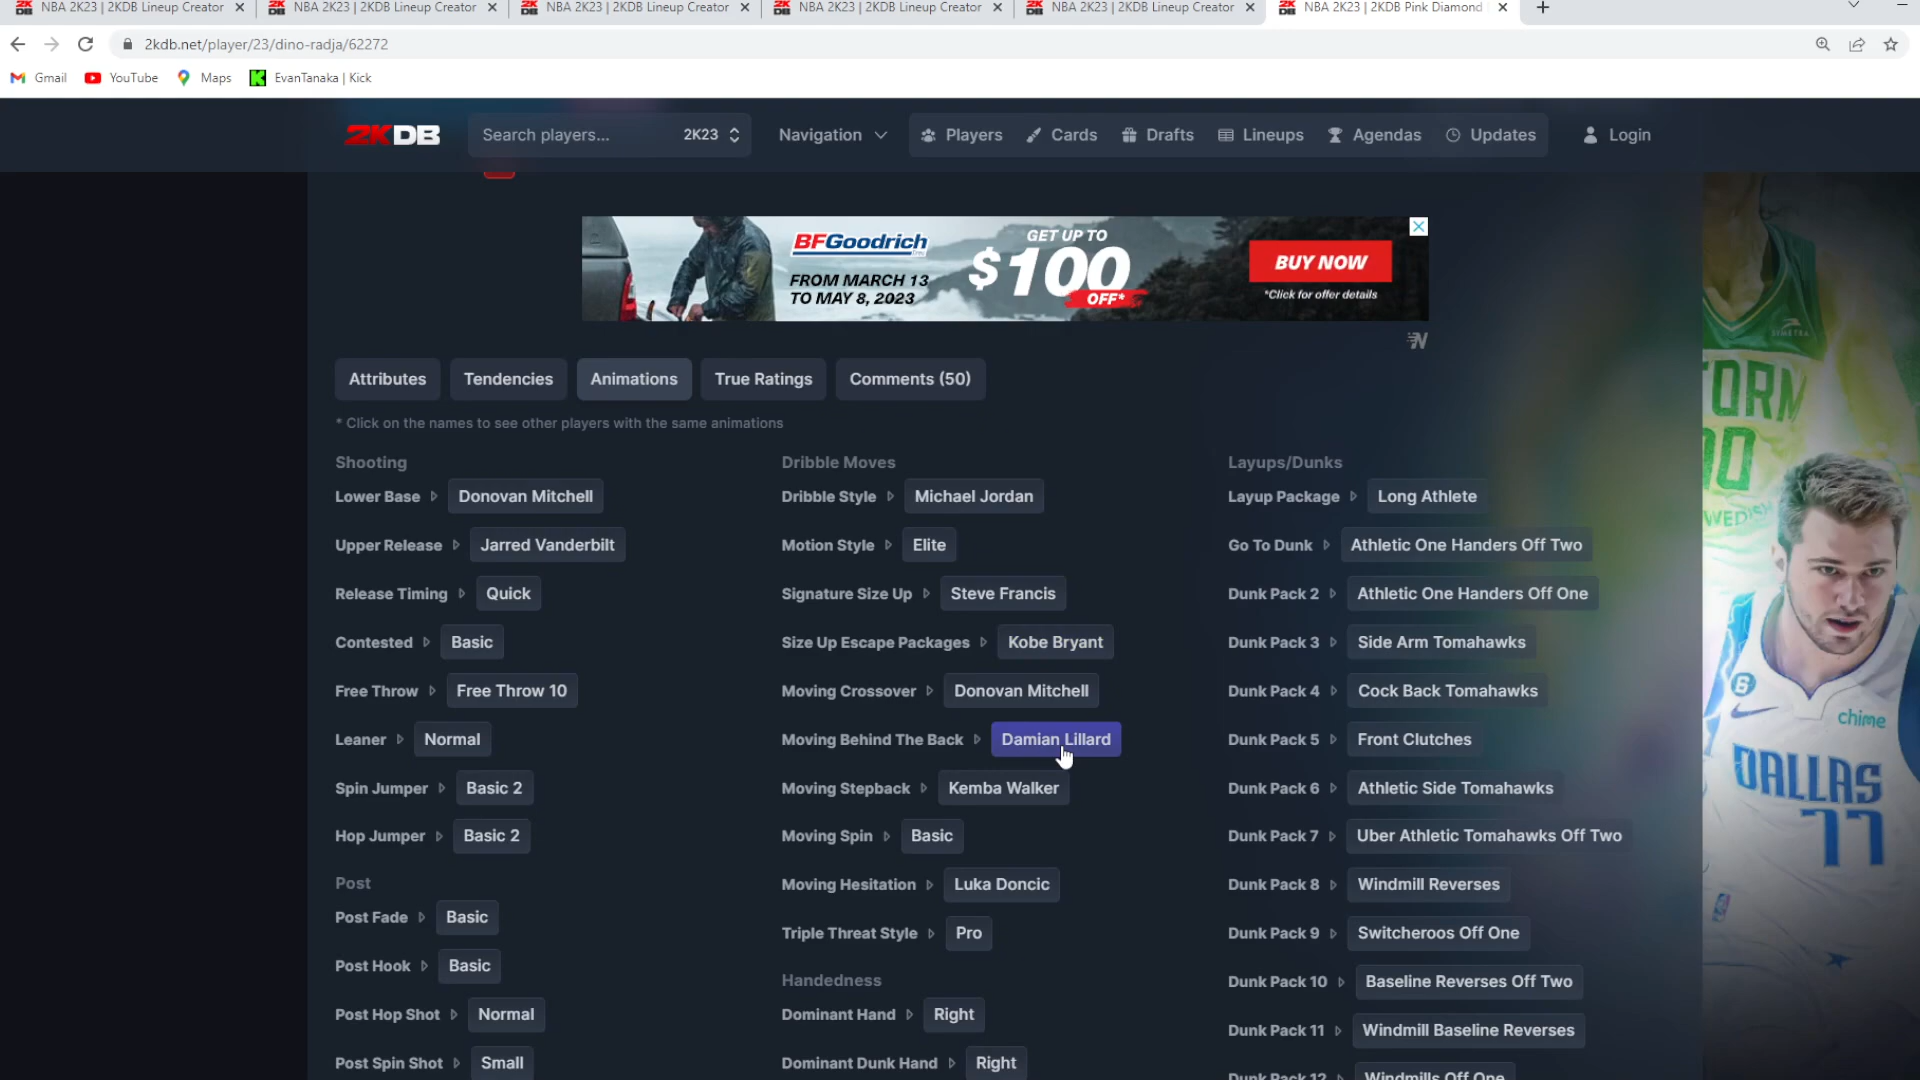 NBA 2K23 | 2KDB Lineup Creator
NBA 2K23 | 2KDB Lineup Creator
NBA 2K23 | 2KDB Lineup Creator
NBA 2K23 | 2KDB Lineup Creator
NBA 2K23 | 2KDB Lineup Creator
NBA 2K23 | 2KDB Pink Diamond
2kdb.net/player/23/dino-radja/62272
Gmail
YouTube
Maps
EvanTanaka | Kick
2KDB
Search players...
2K23
Navigation
Players
Cards
Drafts
Lineups
Agendas
Updates
Login
BFGoodrich
FROM MARCH 13
TO MAY 8, 2023
GET UP TO
$100
OFF*
BUY NOW
*Click for offer details
Attributes
Tendencies
Animations
True Ratings
Comments (50)
* Click on the names to see other players with the same animations
Shooting
Lower Base Donovan Mitchell
Upper Release Jarred Vanderbilt
Release Timing Quick
Contested Basic
Free Throw Free Throw 10
Leaner Normal
Spin Jumper Basic 2
Hop Jumper Basic 2
Post
Post Fade Basic
Post Hook Basic
Post Hop Shot Normal
Post Spin Shot Small
Dribble Moves
Dribble Style Michael Jordan
Motion Style Elite
Signature Size Up Steve Francis
Size Up Escape Packages Kobe Bryant
Moving Crossover Donovan Mitchell
Moving Behind The Back Damian Lillard
Moving Stepback Kemba Walker
Moving Spin Basic
Moving Hesitation Luka Doncic
Triple Threat Style Pro
Handedness
Dominant Hand Right
Dominant Dunk Hand Right
Layups/Dunks
Layup Package Long Athlete
Go To Dunk Athletic One Handers Off Two
Dunk Pack 2 Athletic One Handers Off One
Dunk Pack 3 Side Arm Tomahawks
Dunk Pack 4 Cock Back Tomahawks
Dunk Pack 5 Front Clutches
Dunk Pack 6 Athletic Side Tomahawks
Dunk Pack 7 Uber Athletic Tomahawks Off Two
Dunk Pack 8 Windmill Reverses
Dunk Pack 9 Switcheroos Off One
Dunk Pack 10 Baseline Reverses Off Two
Dunk Pack 11 Windmill Baseline Reverses
Dunk Pack 12 Windmills Off One
6
chime
DALLAS
77